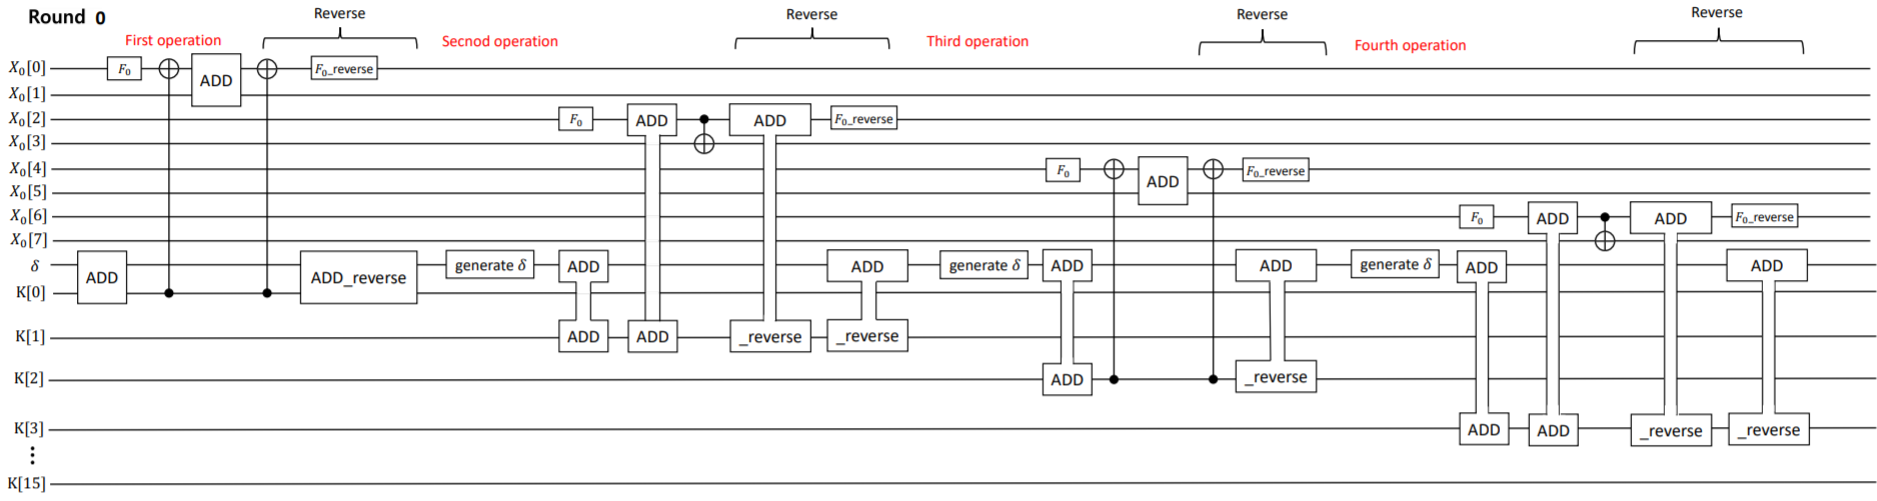 Round 0
Reverse
Reverse
Reverse
Reverse
First operation
Secnod operation
Third operation
Fourth operation
X₀[0]
F₀
ADD
F₀_reverse
X₀[1]
X₀[2]
F₀
ADD
ADD
F₀_reverse
X₀[3]
X₀[4]
F₀
ADD
F₀_reverse
X₀[5]
X₀[6]
F₀
ADD
ADD
F₀_reverse
X₀[7]
δ
ADD
ADD_reverse
generate δ
ADD
ADD
generate δ
ADD
ADD
generate δ
ADD
ADD
K[0]
K[1]
ADD
ADD
_reverse
_reverse
K[2]
ADD
_reverse
K[3]
ADD
ADD
_reverse
_reverse
⋮
K[15]